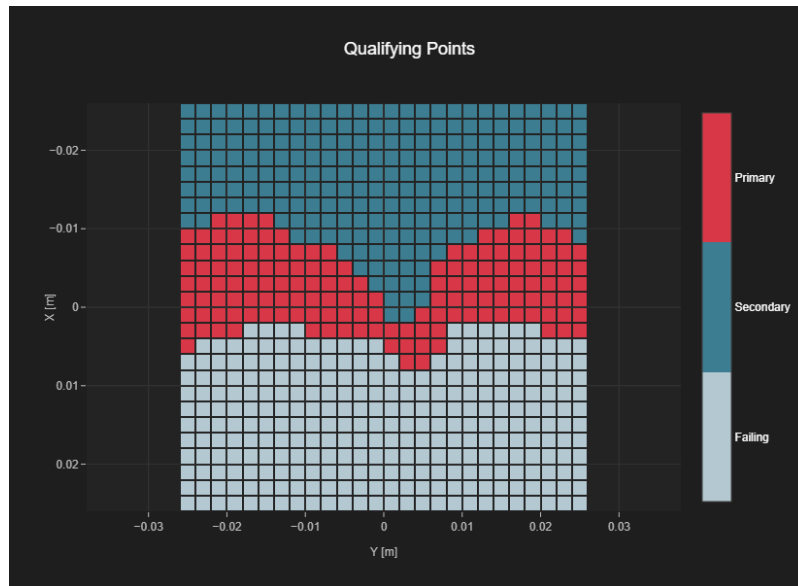 Qualifying Points
−0.02
−0.01
0
0.01
0.02
X [m]
−0.03
−0.02
−0.01
0
0.01
0.02
0.03
Y [m]
Primary
Secondary
Failing